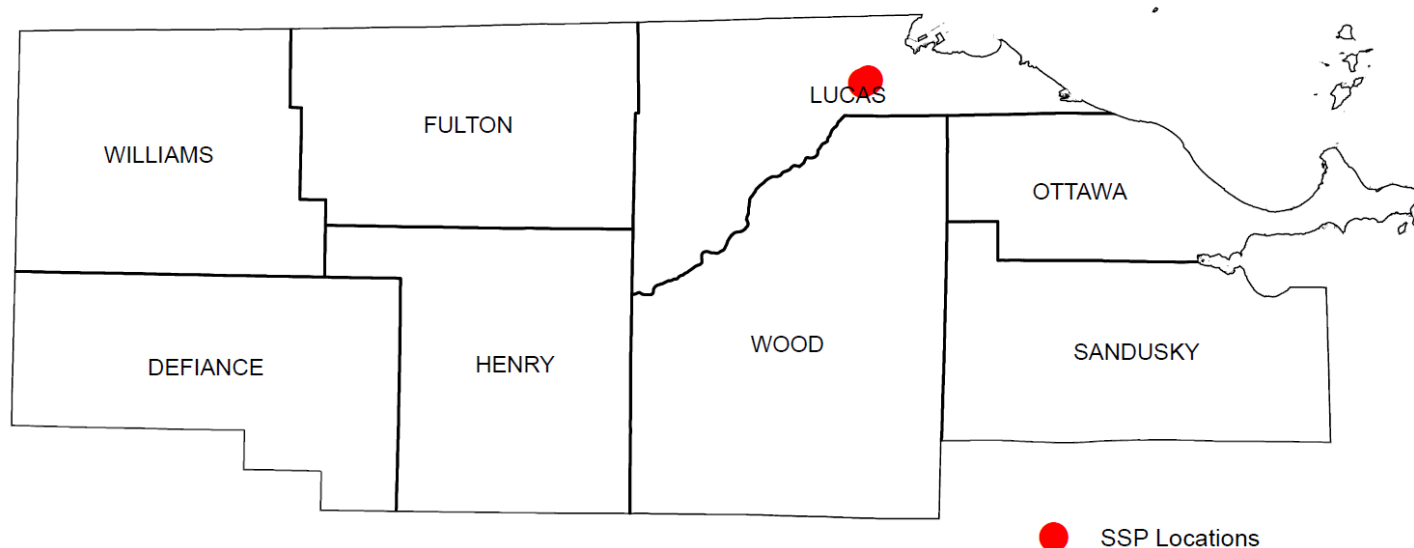 LUCAS
FULTON
WILLIAMS
OTTAWA
WOOD
SANDUSKY
HENRY
DEFIANCE
SSP Locations